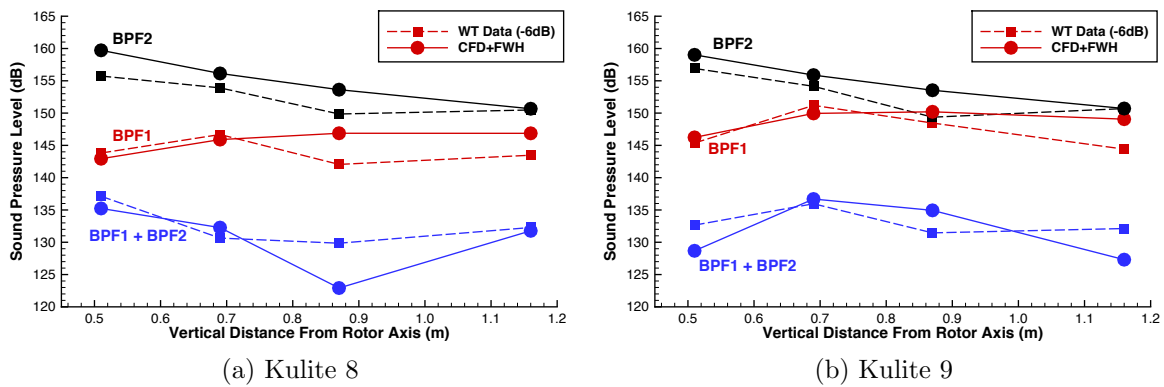 165
160
155
150
145
140
135
130
125
120
Sound Pressure Level (dB)
BPF2
BPF1
BPF1 + BPF2
WT Data (-6dB)
CFD+FWH
0.5 0.6 0.7 0.8 0.9 1.0 1.1 1.2
Vertical Distance From Rotor Axis (m)
(a) Kulite 8
165
160
155
150
145
140
135
130
125
120
Sound Pressure Level (dB)
BPF2
BPF1
BPF1 + BPF2
WT Data (-6dB)
CFD+FWH
0.5 0.6 0.7 0.8 0.9 1.0 1.1 1.2
Vertical Distance From Rotor Axis (m)
(b) Kulite 9